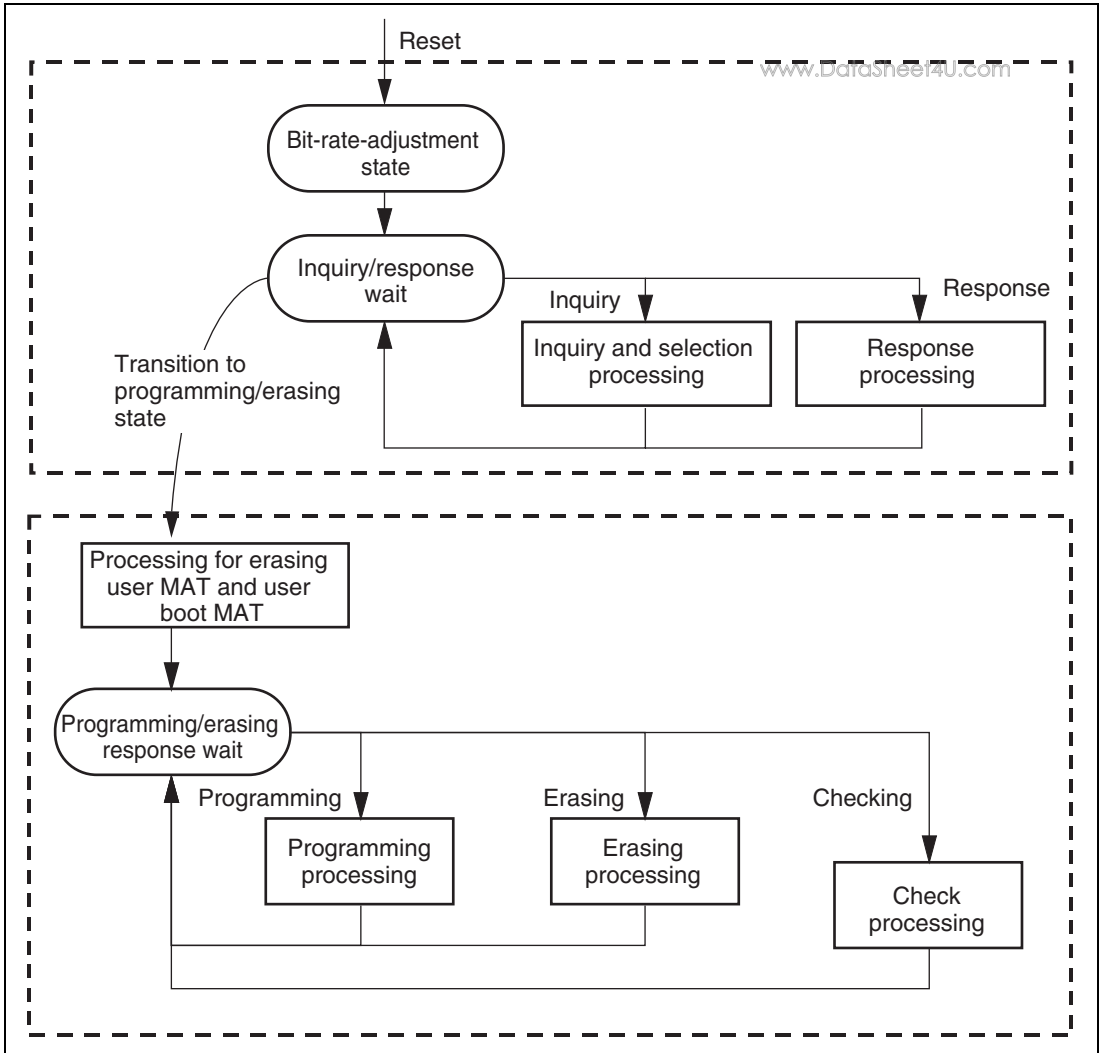 Reset
www.DataSheet4U.com
Bit-rate-adjustment
state
Inquiry/response
wait
Inquiry
Response
Inquiry and selection
processing
Response
processing
Transition to
programming/erasing
state
Processing for erasing
user MAT and user
boot MAT
Programming/erasing
response wait
Programming
Erasing
Checking
Programming
processing
Erasing
processing
Check
processing